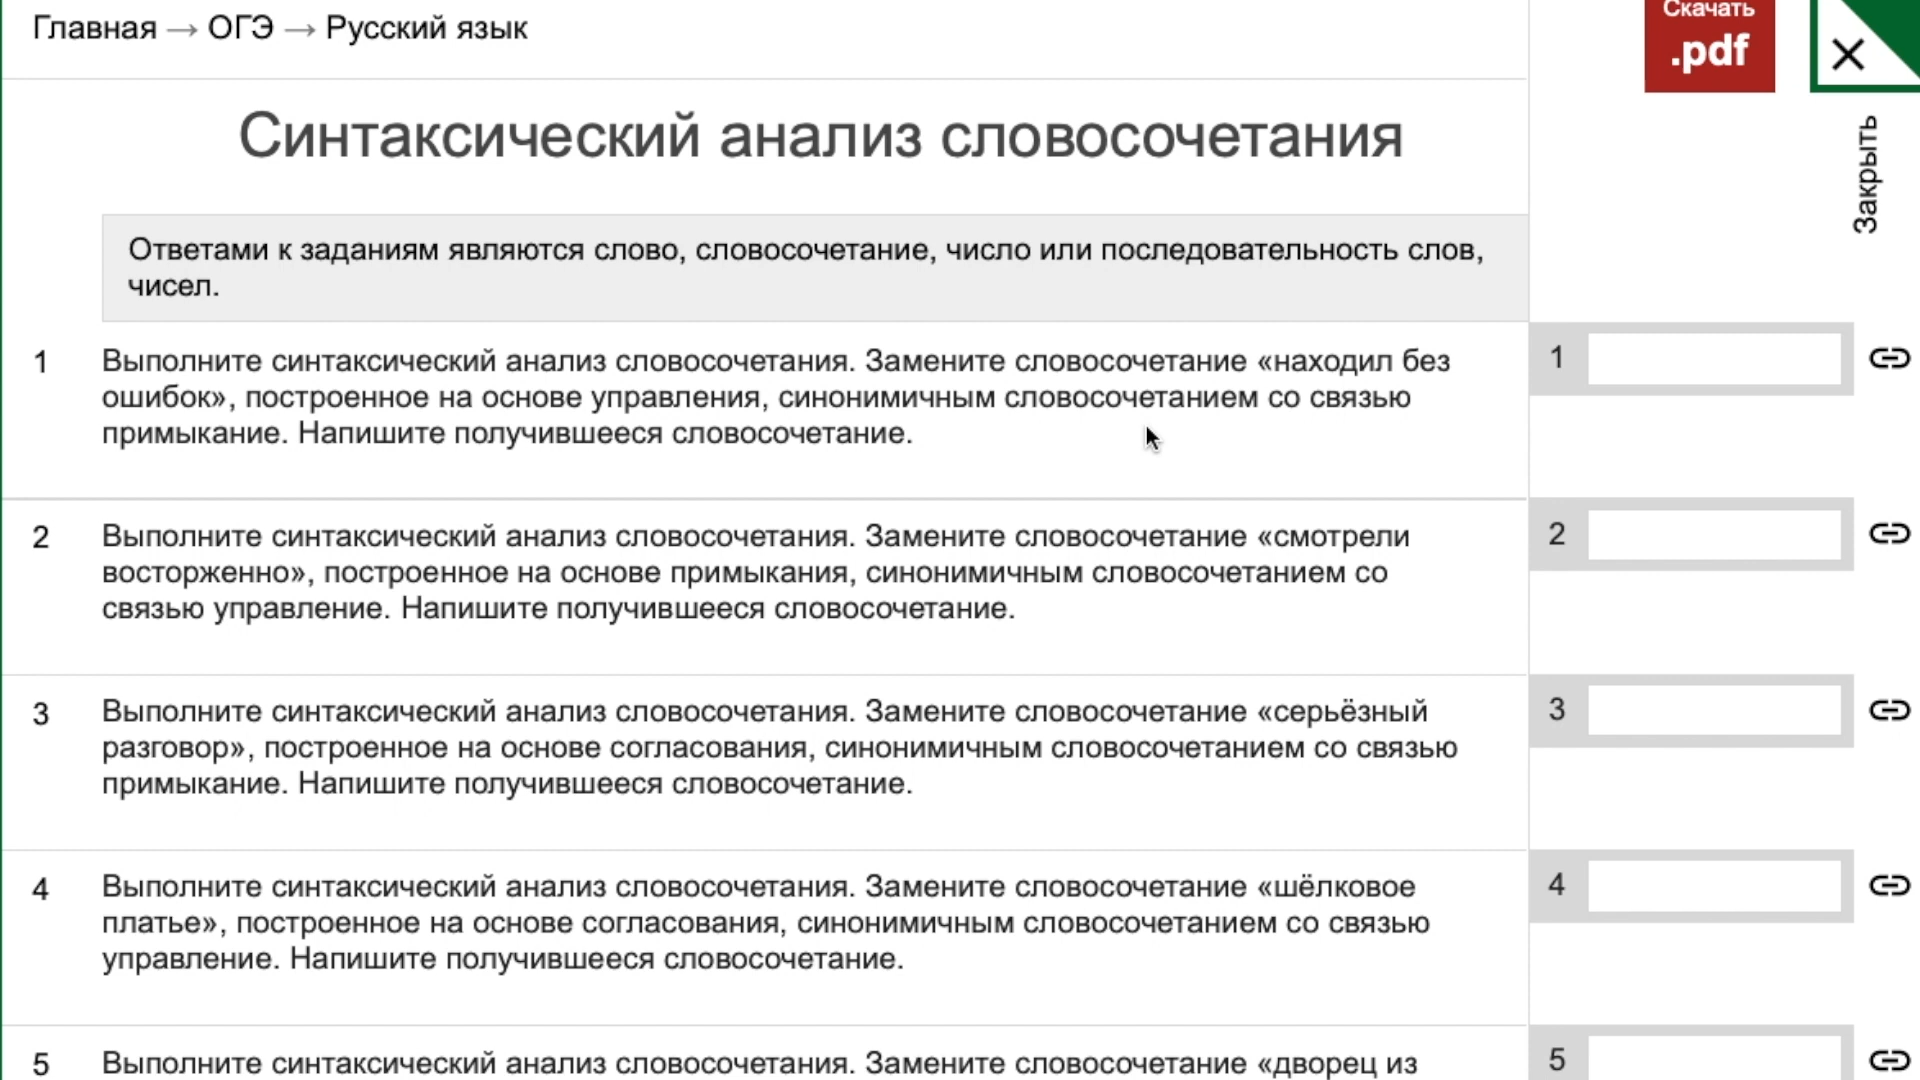 Главная → ОГЭ → Русский язык
Скачать
.pdf
Закрыть
Синтаксический анализ словосочетания
Ответами к заданиям являются слово, словосочетание, число или последовательность слов,
чисел.
1
Выполните синтаксический анализ словосочетания. Замените словосочетание «находил без
ошибок», построенное на основе управления, синонимичным словосочетанием со связью
примыкание. Напишите получившееся словосочетание.
1
2
Выполните синтаксический анализ словосочетания. Замените словосочетание «смотрели
восторженно», построенное на основе примыкания, синонимичным словосочетанием со
связью управление. Напишите получившееся словосочетание.
2
3
Выполните синтаксический анализ словосочетания. Замените словосочетание «серьёзный
разговор», построенное на основе согласования, синонимичным словосочетанием со связью
примыкание. Напишите получившееся словосочетание.
3
4
Выполните синтаксический анализ словосочетания. Замените словосочетание «шёлковое
платье», построенное на основе согласования, синонимичным словосочетанием со связью
управление. Напишите получившееся словосочетание.
4
5
Выполните синтаксический анализ словосочетания. Замените словосочетание «дворец из
5